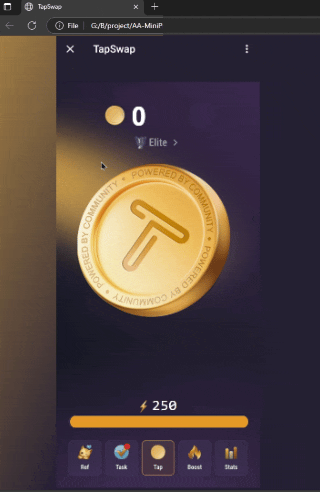 TapSwap
File
G:/B/project/AA-MiniP
TapSwap
0
Elite
POWERED BY COMMUNITY • POWERED BY COMMUNITY • POWERED BY COMMUNITY •
250
Ref
Task
Tap
Boost
Stats